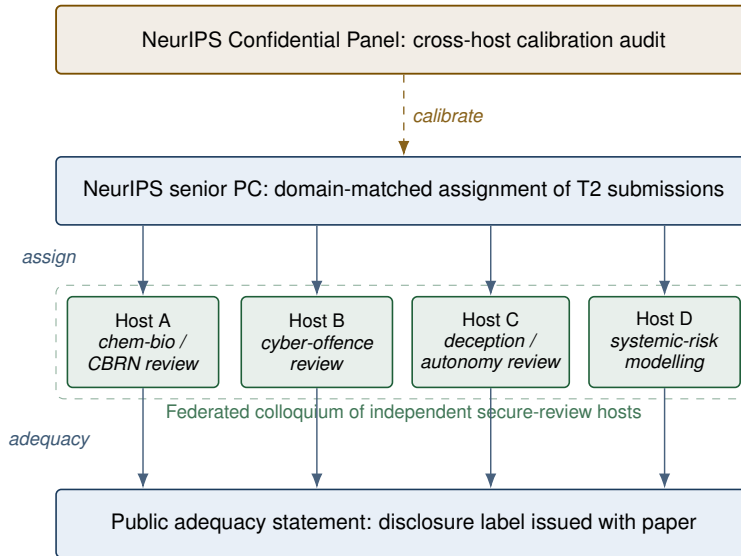 NeurIPS Confidential Panel: cross-host calibration audit
calibrate
NeurIPS senior PC: domain-matched assignment of T2 submissions
assign
Host A
chem-bio /
CBRN review
Host B
cyber-offence
review
Host C
deception /
autonomy review
Host D
systemic-risk
modelling
Federated colloquium of independent secure-review hosts
adequacy
Public adequacy statement: disclosure label issued with paper